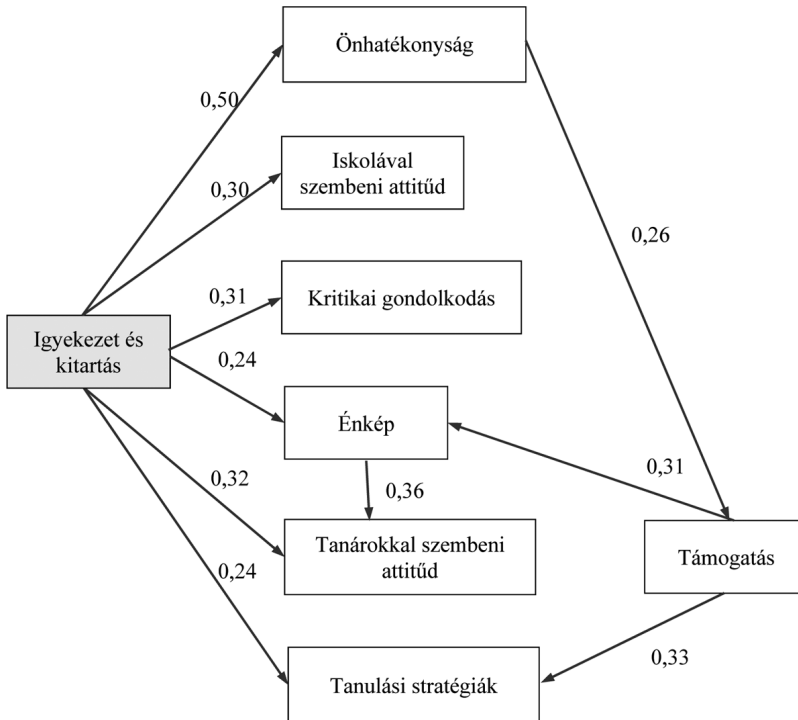 Önhatékonyság
0,50
Iskolával
szembeni attitűd
0,30
0,26
Kritikai gondolkodás
0,31
Igyekezet és
kitartás
0,24
Énkép
0,31
0,32
0,36
Tanárokkal szembeni
attitűd
Támogatás
0,24
0,33
Tanulási stratégiák